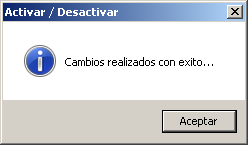 Activar / Desactivar
Cambios realizados con exito...
Aceptar